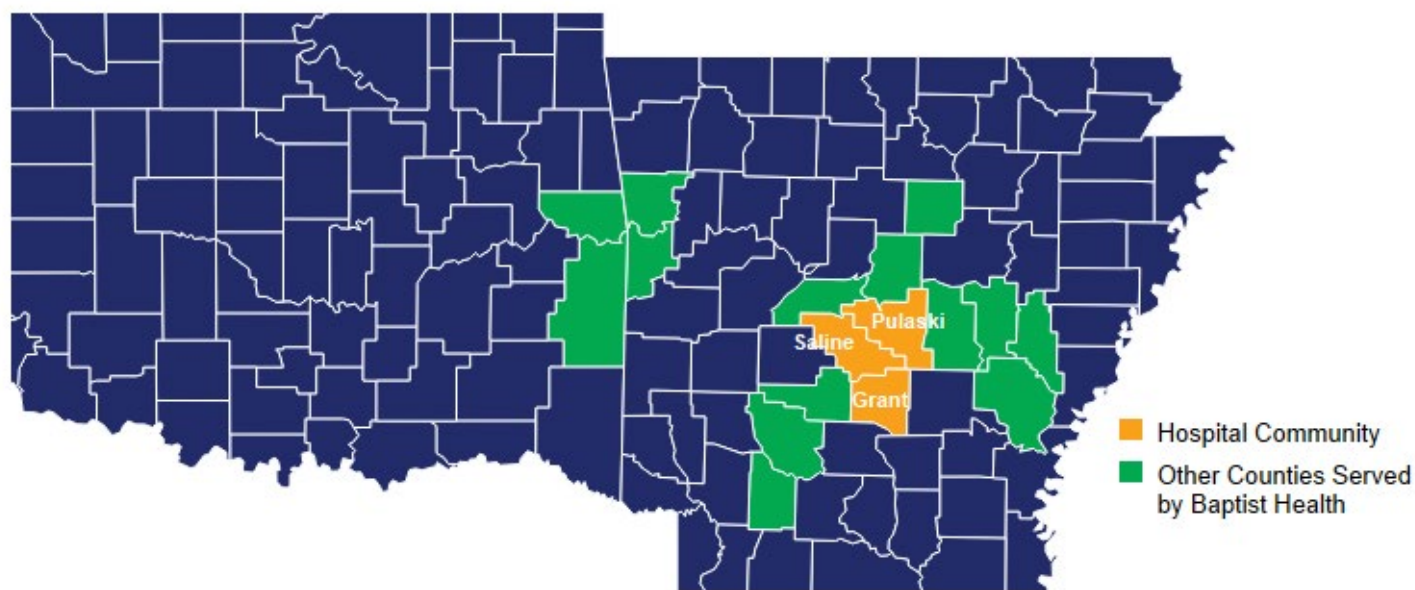 Pulaski
Saline
Grant
Hospital Community
Other Counties Served
by Baptist Health